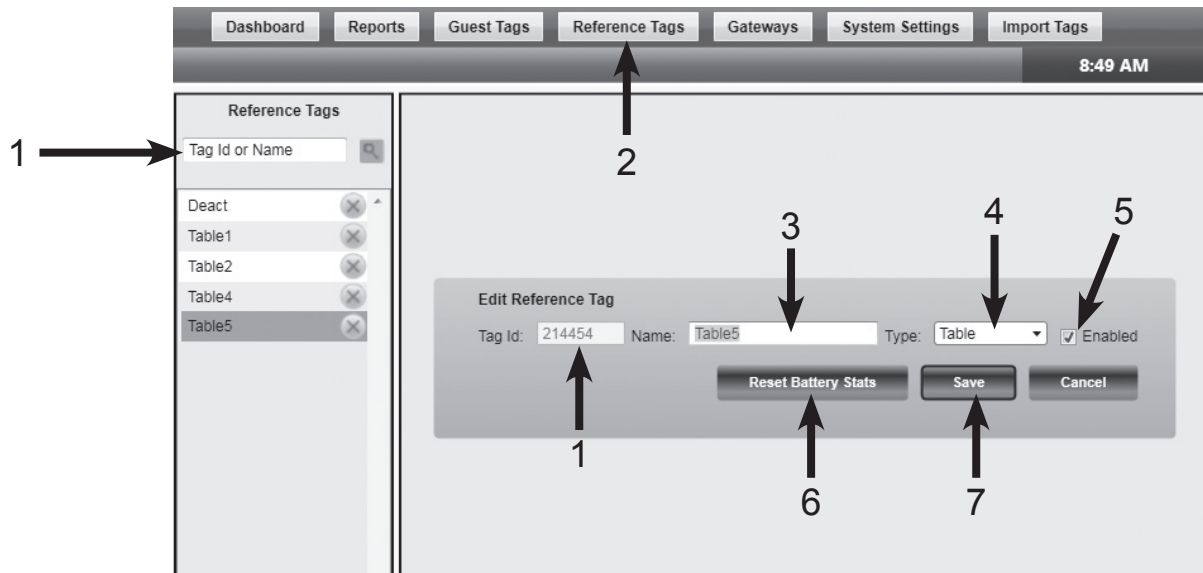 Dashboard Reports Guest Tags Reference Tags Gateways System Settings Import Tags
8:49 AM
Reference Tags
1
Tag Id or Name
2
Deact
Table1
Table2
Table4
Table5
3
4
5
Edit Reference Tag
Tag Id: 214454 Name: Table5 Type: Table Enabled
Reset Battery Stats Save Cancel
1
6
7